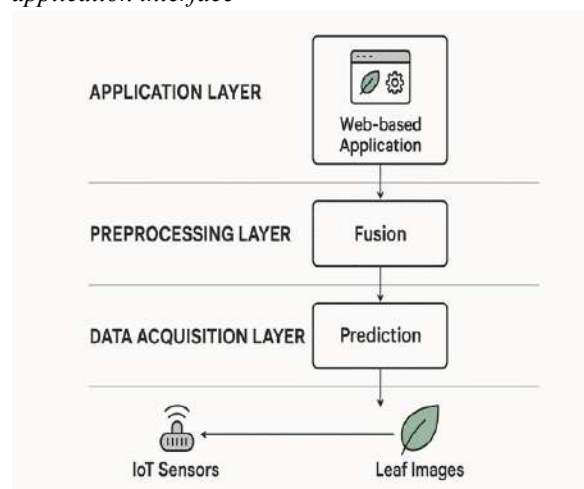 application interface
APPLICATION LAYER
Web-based
Application
PREPROCESSING LAYER
Fusion
DATA ACQUISITION LAYER
Prediction
IoT Sensors
Leaf Images